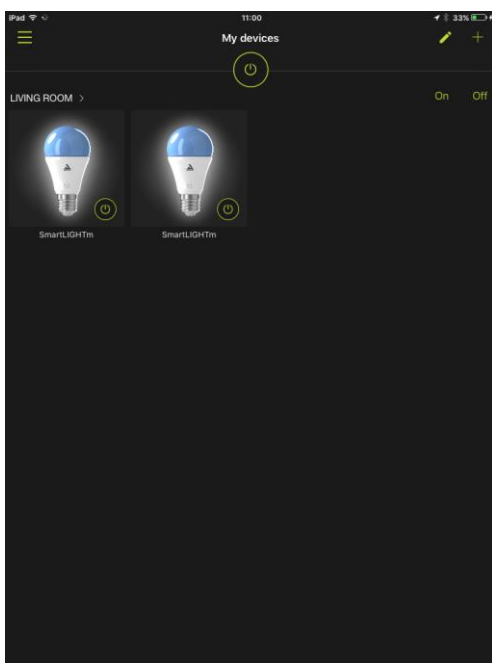 iPad 11:00 33%
My devices
LIVING ROOM > On Off
SmartLIGHTm SmartLIGHTm